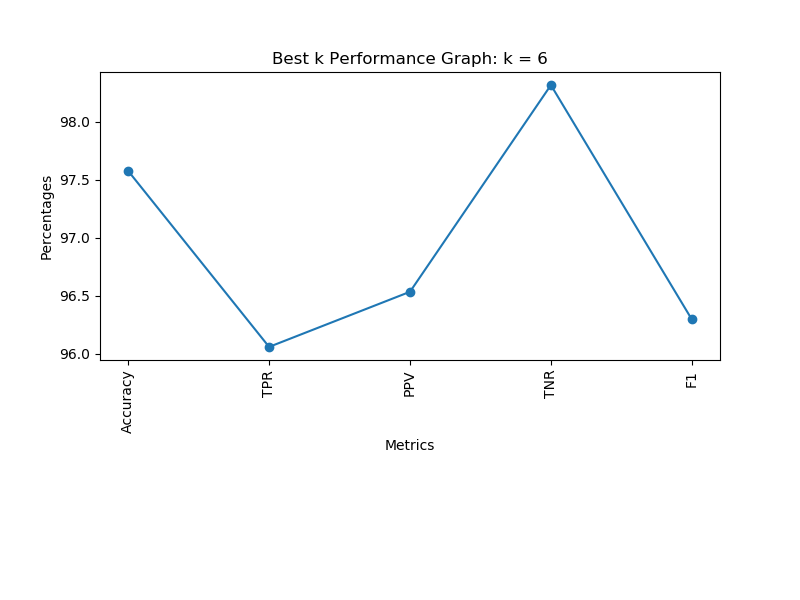 Best k Performance Graph: k = 6
Percentages
98.0
97.5
97.0
96.5
96.0
Accuracy
TPR
PPV
TNR
F1
Metrics